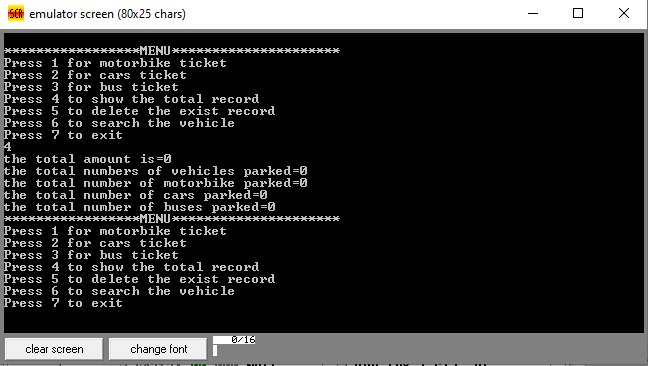 SCR emulator screen (80x25 chars)
*****************MENU*********************
Press 1 for motorbike ticket
Press 2 for cars ticket
Press 3 for bus ticket
Press 4 to show the total record
Press 5 to delete the exist record
Press 6 to search the vehicle
Press 7 to exit
4
the total amount is=0
the total numbers of vehicles parked=0
the total number of motorbike parked=0
the total number of cars parked=0
the total number of buses parked=0
*****************MENU*********************
Press 1 for motorbike ticket
Press 2 for cars ticket
Press 3 for bus ticket
Press 4 to show the total record
Press 5 to delete the exist record
Press 6 to search the vehicle
Press 7 to exit
clear screen change font 0/16